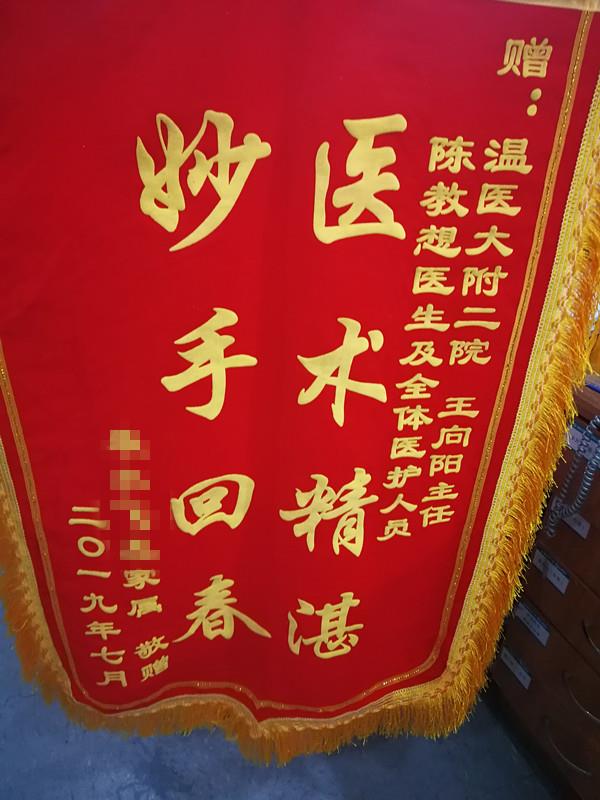 赠：
温医大附二院 王向阳主任
陈教想医生及全体医护人员
医术精湛
妙手回春
家属 敬赠
二〇一九年七月